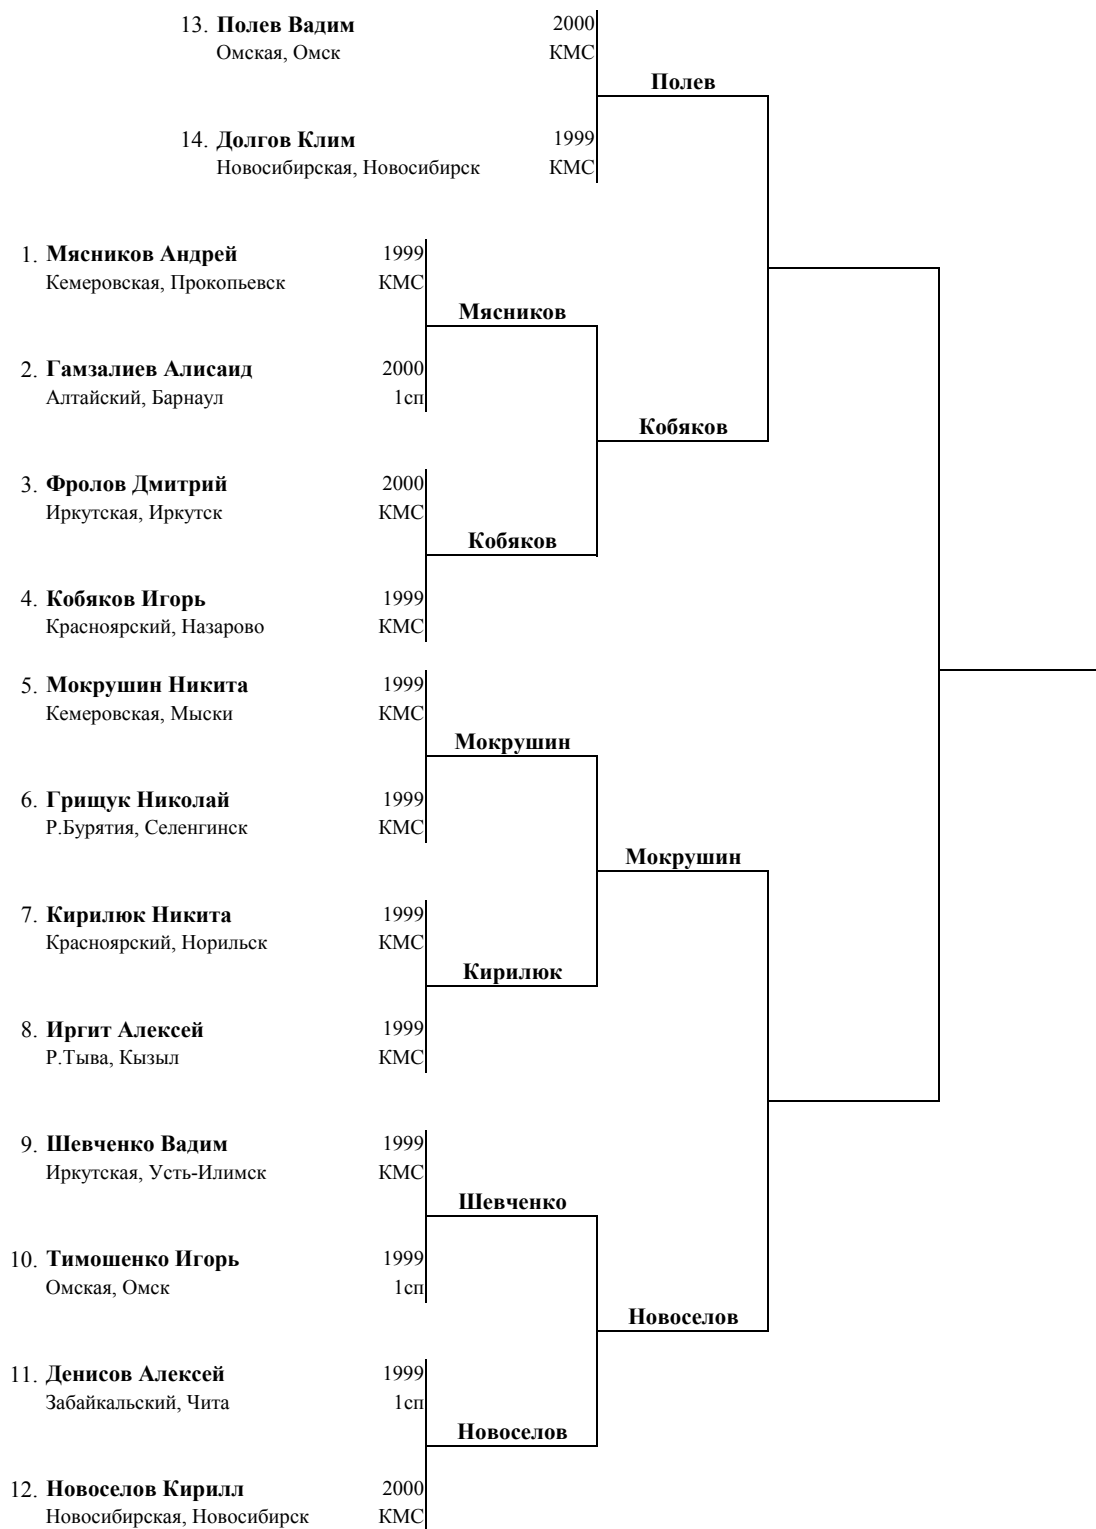 13. Полев Вадим 2000
Омская, Омск КМС
Полев
14. Долгов Клим 1999
Новосибирская, Новосибирск КМС
1. Мясников Андрей 1999
Кемеровская, Прокопьевск КМС
Мясников
2. Гамзалиев Алисаид 2000
Алтайский, Барнаул 1сп
Кобяков
3. Фролов Дмитрий 2000
Иркутская, Иркутск КМС
Кобяков
4. Кобяков Игорь 1999
Красноярский, Назарово КМС
5. Мокрушин Никита 1999
Кемеровская, Мыски КМС
Мокрушин
6. Грищук Николай 1999
Р.Бурятия, Селенгинск КМС
Мокрушин
7. Кирилюк Никита 1999
Красноярский, Норильск КМС
Кирилюк
8. Иргит Алексей 1999
Р.Тыва, Кызыл КМС
9. Шевченко Вадим 1999
Иркутская, Усть-Илимск КМС
Шевченко
10. Тимошенко Игорь 1999
Омская, Омск 1сп
Новоселов
11. Денисов Алексей 1999
Забайкальский, Чита 1сп
Новоселов
12. Новоселов Кирилл 2000
Новосибирская, Новосибирск КМС